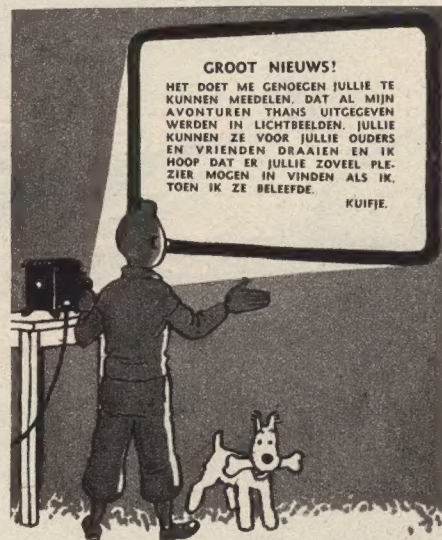 GROOT NIEUWS!
HET DOET ME GENOEGEN JULLIE TE
KUNNEN MEEDELEN, DAT AL MIJN
AVONTUREN THANS UITGEGEVEN
WERDEN IN LICHTBEELDEN. JULLIE
KUNNEN ZE VOOR JULLIE OUDERS
EN VRIENDEN DRAAIEN EN IK
HOOP DAT ER JULLIE ZOVEEL PLE-
ZIER MOGEN IN VINDEN ALS IK,
TOEN IK ZE BELEEFDE.
KUIFJE.